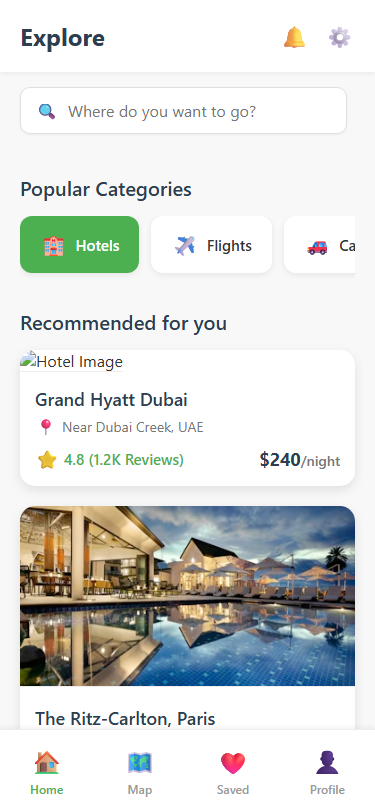 Explore
Where do you want to go?
Popular Categories
Hotels
Flights
Ca
Recommended for you
Hotel Image
Grand Hyatt Dubai
Near Dubai Creek, UAE
4.8 (1.2K Reviews)
$240/night
The Ritz-Carlton, Paris
Home
Map
Saved
Profile